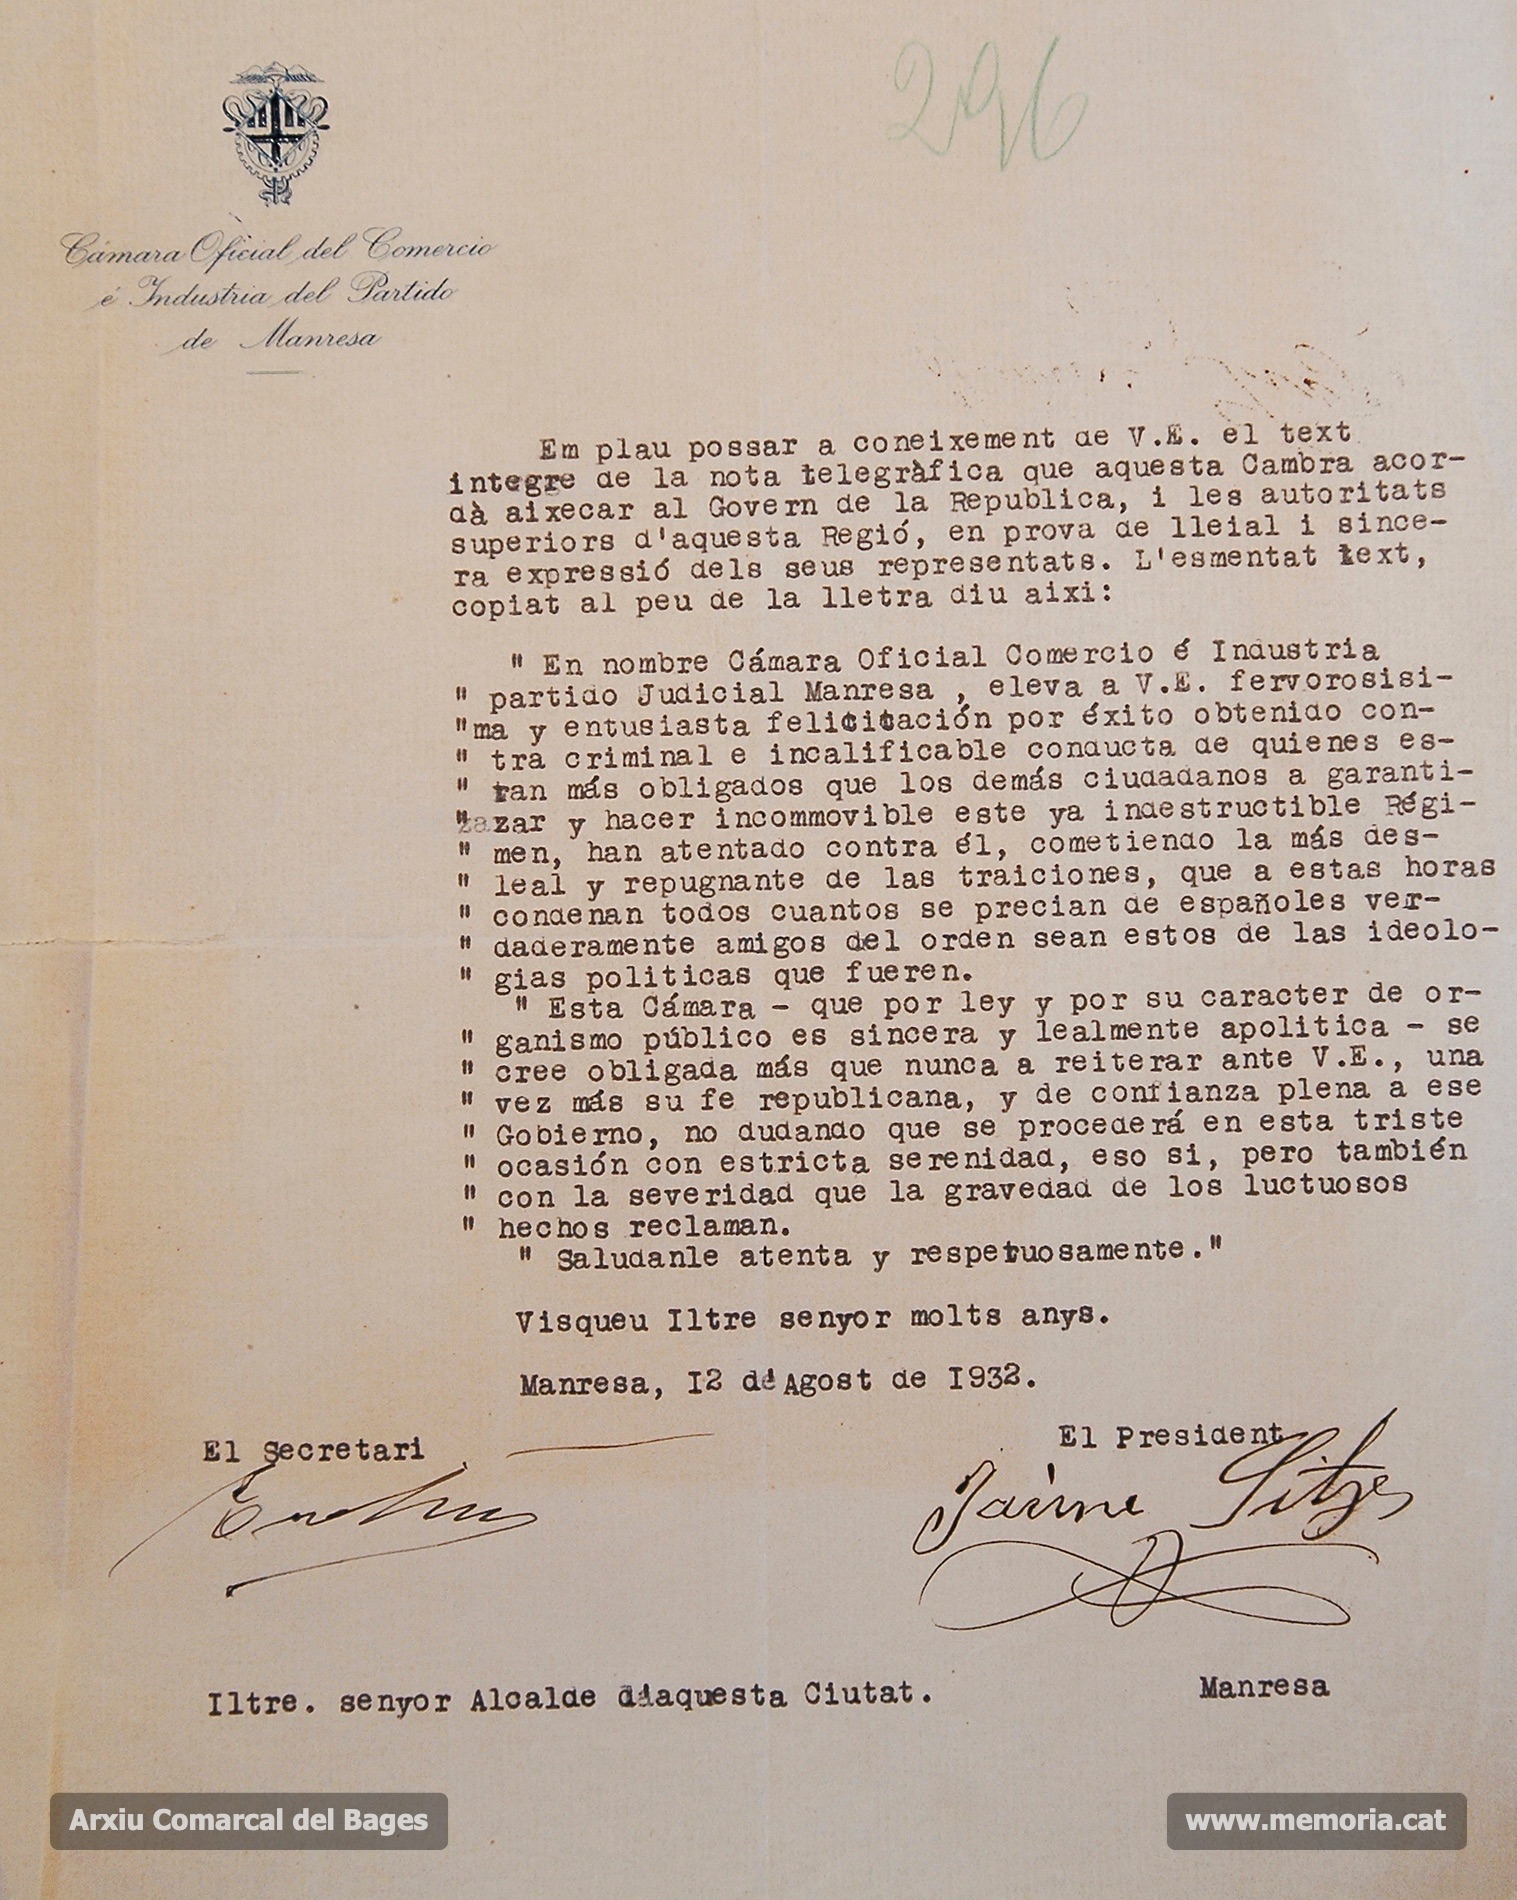 296
Cámara Oficial del Comercio
é Industria del Partido
de Manresa
Em plau possar a coneixement de V.E. el text
integre de la nota telegràfica que aquesta Cambra acor-
dà aixecar al Govern de la Republica, i les autoritats
superiors d'aquesta Regió, en prova de lleial i since-
ra expressió dels seus representats. L'esmentat text,
copiat al peu de la lletra diu aixi:
" En nombre Cámara Oficial Comercio é Industria
" partido Judicial Manresa , eleva a V.E. fervorosisi-
"ma y entusiasta felicitación por éxito obtenido con-
" tra criminal e incalificable conducta de quienes es-
" tan más obligados que los demás ciudadanos a garanti-
"zar y hacer incommovible este ya indestructible Régi-
" men, han atentado contra él, cometiendo la más des-
" leal y repugnante de las traiciones, que a estas horas
" condenan todos cuantos se precian de españoles ver-
" daderamente amigos del orden sean estos de las ideolo-
" gias politicas que fueren.
" Esta Cámara - que por ley y por su caracter de or-
" ganismo público es sincera y lealmente apolitica - se
" cree obligada más que nunca a reiterar ante V.E., una
" vez más su fe republicana, y de confianza plena a ese
" Gobierno, no dudando que se procederá en esta triste
" ocasión con estricta serenidad, eso si, pero también
" con la severidad que la gravedad de los luctuosos
" hechos reclaman.
" Saludanle atenta y respetuosamente."
Visqueu Iltre senyor molts anys.
Manresa, I2 d'Agost de I932.
El Secretari
El President
Jaime Sitges
Iltre. senyor Alcalde d'aquesta Ciutat.
Manresa
Arxiu Comarcal del Bages
www.memoria.cat